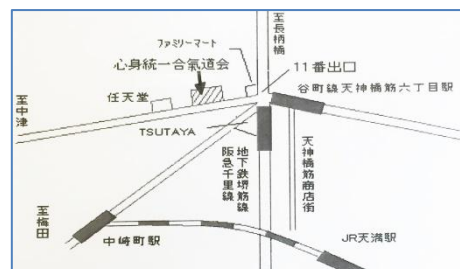 至長柄橋
ファミリーマート
心身統一合氣道会
11番出口
谷町線天神橋筋六丁目駅
任天堂
至中津
TSUTAYA
地下鉄堺筋線
阪急千里線
天神橋筋商店街
至梅田
中崎町駅
JR天満駅